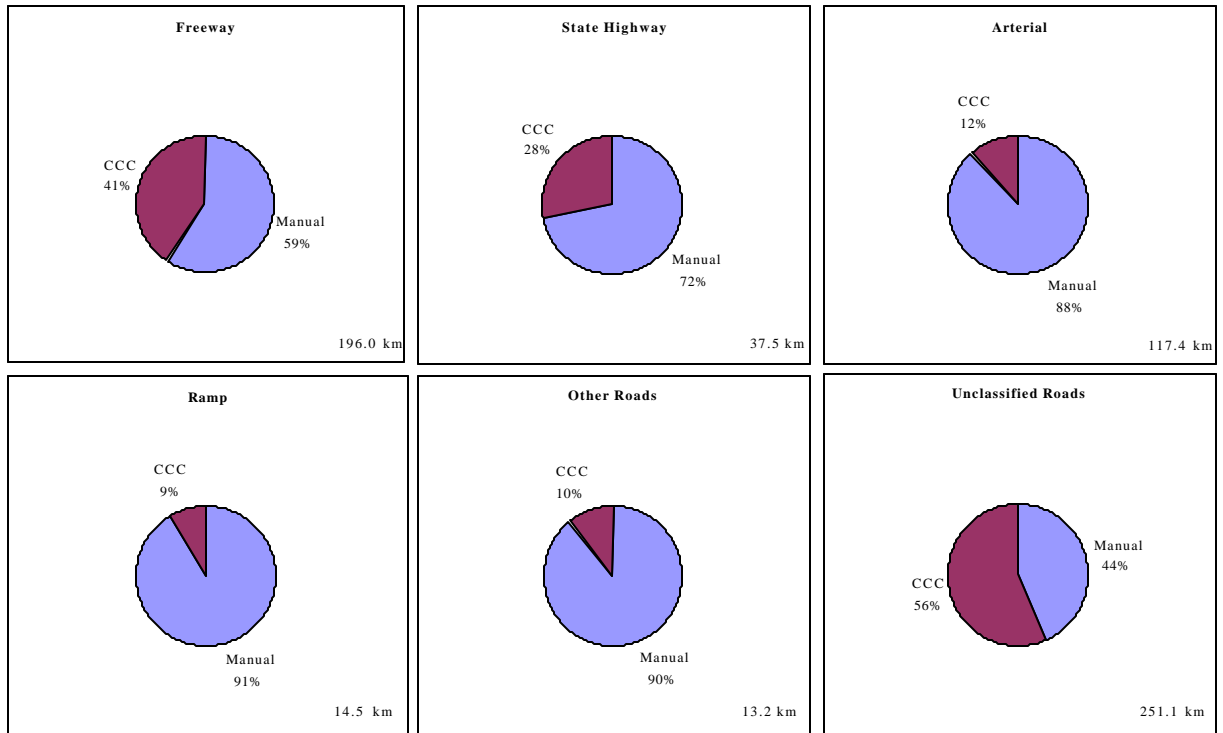 Freeway
CCC
41%
Manual
59%
196.0 km
State Highway
CCC
28%
Manual
72%
37.5 km
Arterial
CCC
12%
Manual
88%
117.4 km
Ramp
CCC
9%
Manual
91%
14.5 km
Other Roads
CCC
10%
Manual
90%
13.2 km
Unclassified Roads
Manual
44%
CCC
56%
251.1 km